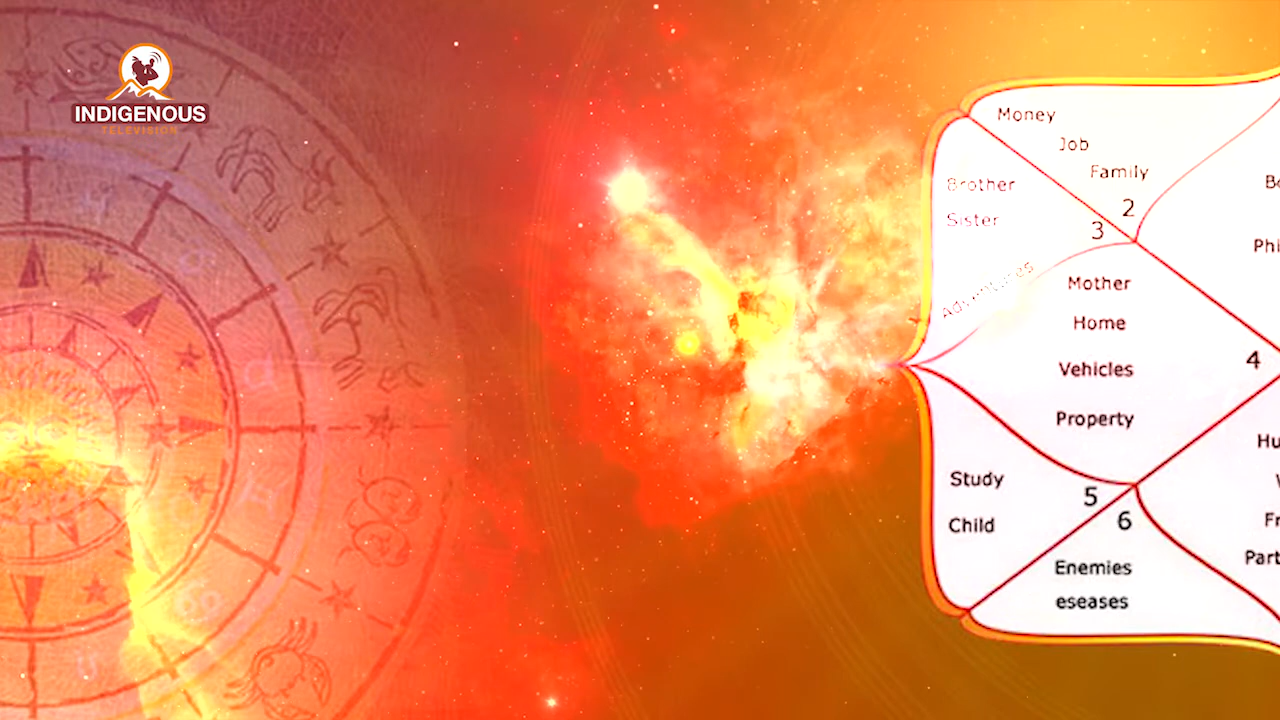 INDIGENOUS
TELEVISION
Money
Job
Family
2
Brother
Sister
Adventures
3
Mother
Home
Vehicles
Property
4
Study
Child
5
6
Enemies
eseases
Part